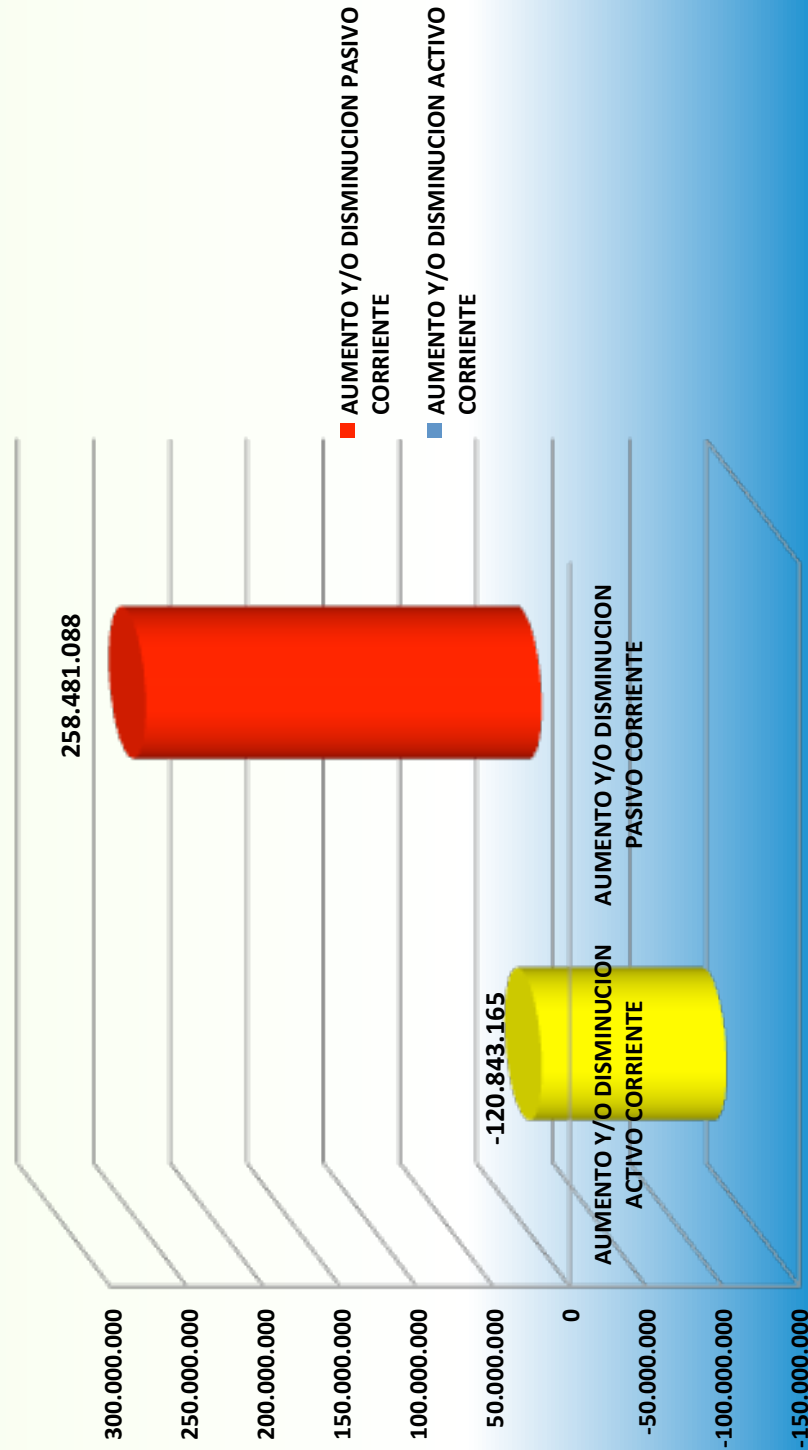 300.000.000
250.000.000
200.000.000
150.000.000
100.000.000
50.000.000
0
-50.000.000
-100.000.000
-150.000.000
258.481.088
-120.843.165
AUMENTO Y/O DISMINUCION
ACTIVO CORRIENTE
AUMENTO Y/O DISMINUCION
PASIVO CORRIENTE
AUMENTO Y/O DISMINUCION PASIVO
CORRIENTE
AUMENTO Y/O DISMINUCION ACTIVO
CORRIENTE